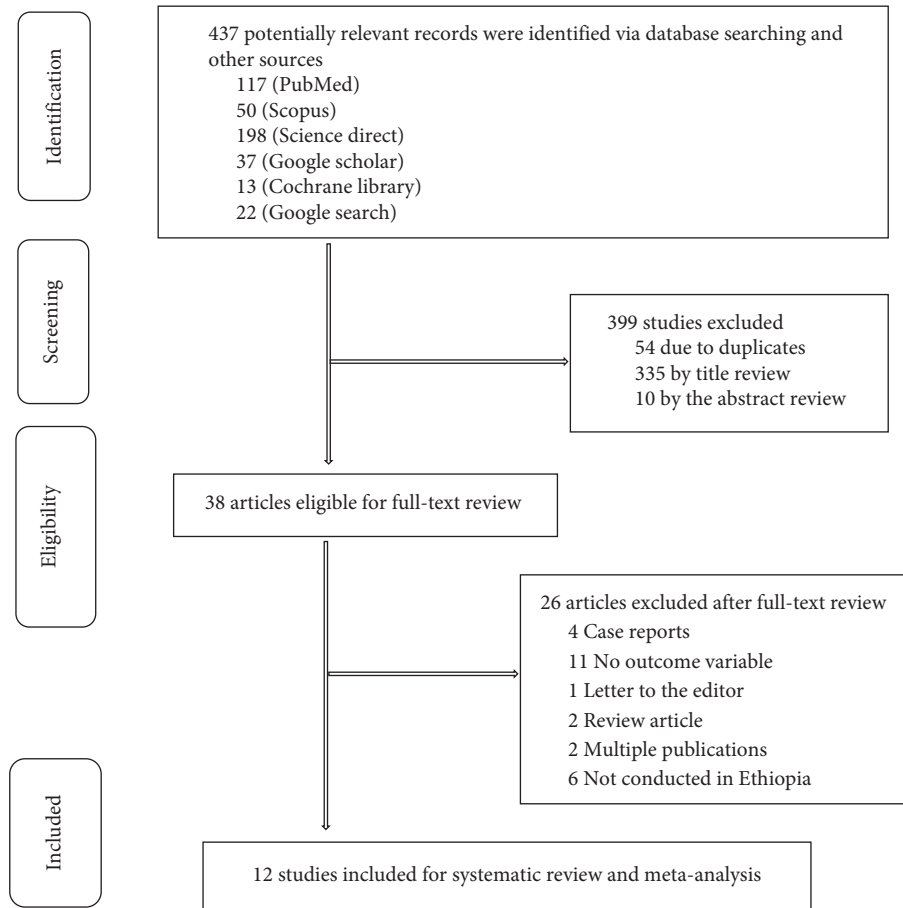 Identification
437 potentially relevant records were identified via database searching and
other sources
117 (PubMed)
50 (Scopus)
198 (Science direct)
37 (Google scholar)
13 (Cochrane library)
22 (Google search)
Screening
399 studies excluded
54 due to duplicates
335 by title review
10 by the abstract review
Eligibility
38 articles eligible for full-text review
26 articles excluded after full-text review
4 Case reports
11 No outcome variable
1 Letter to the editor
2 Review article
2 Multiple publications
6 Not conducted in Ethiopia
Included
12 studies included for systematic review and meta-analysis